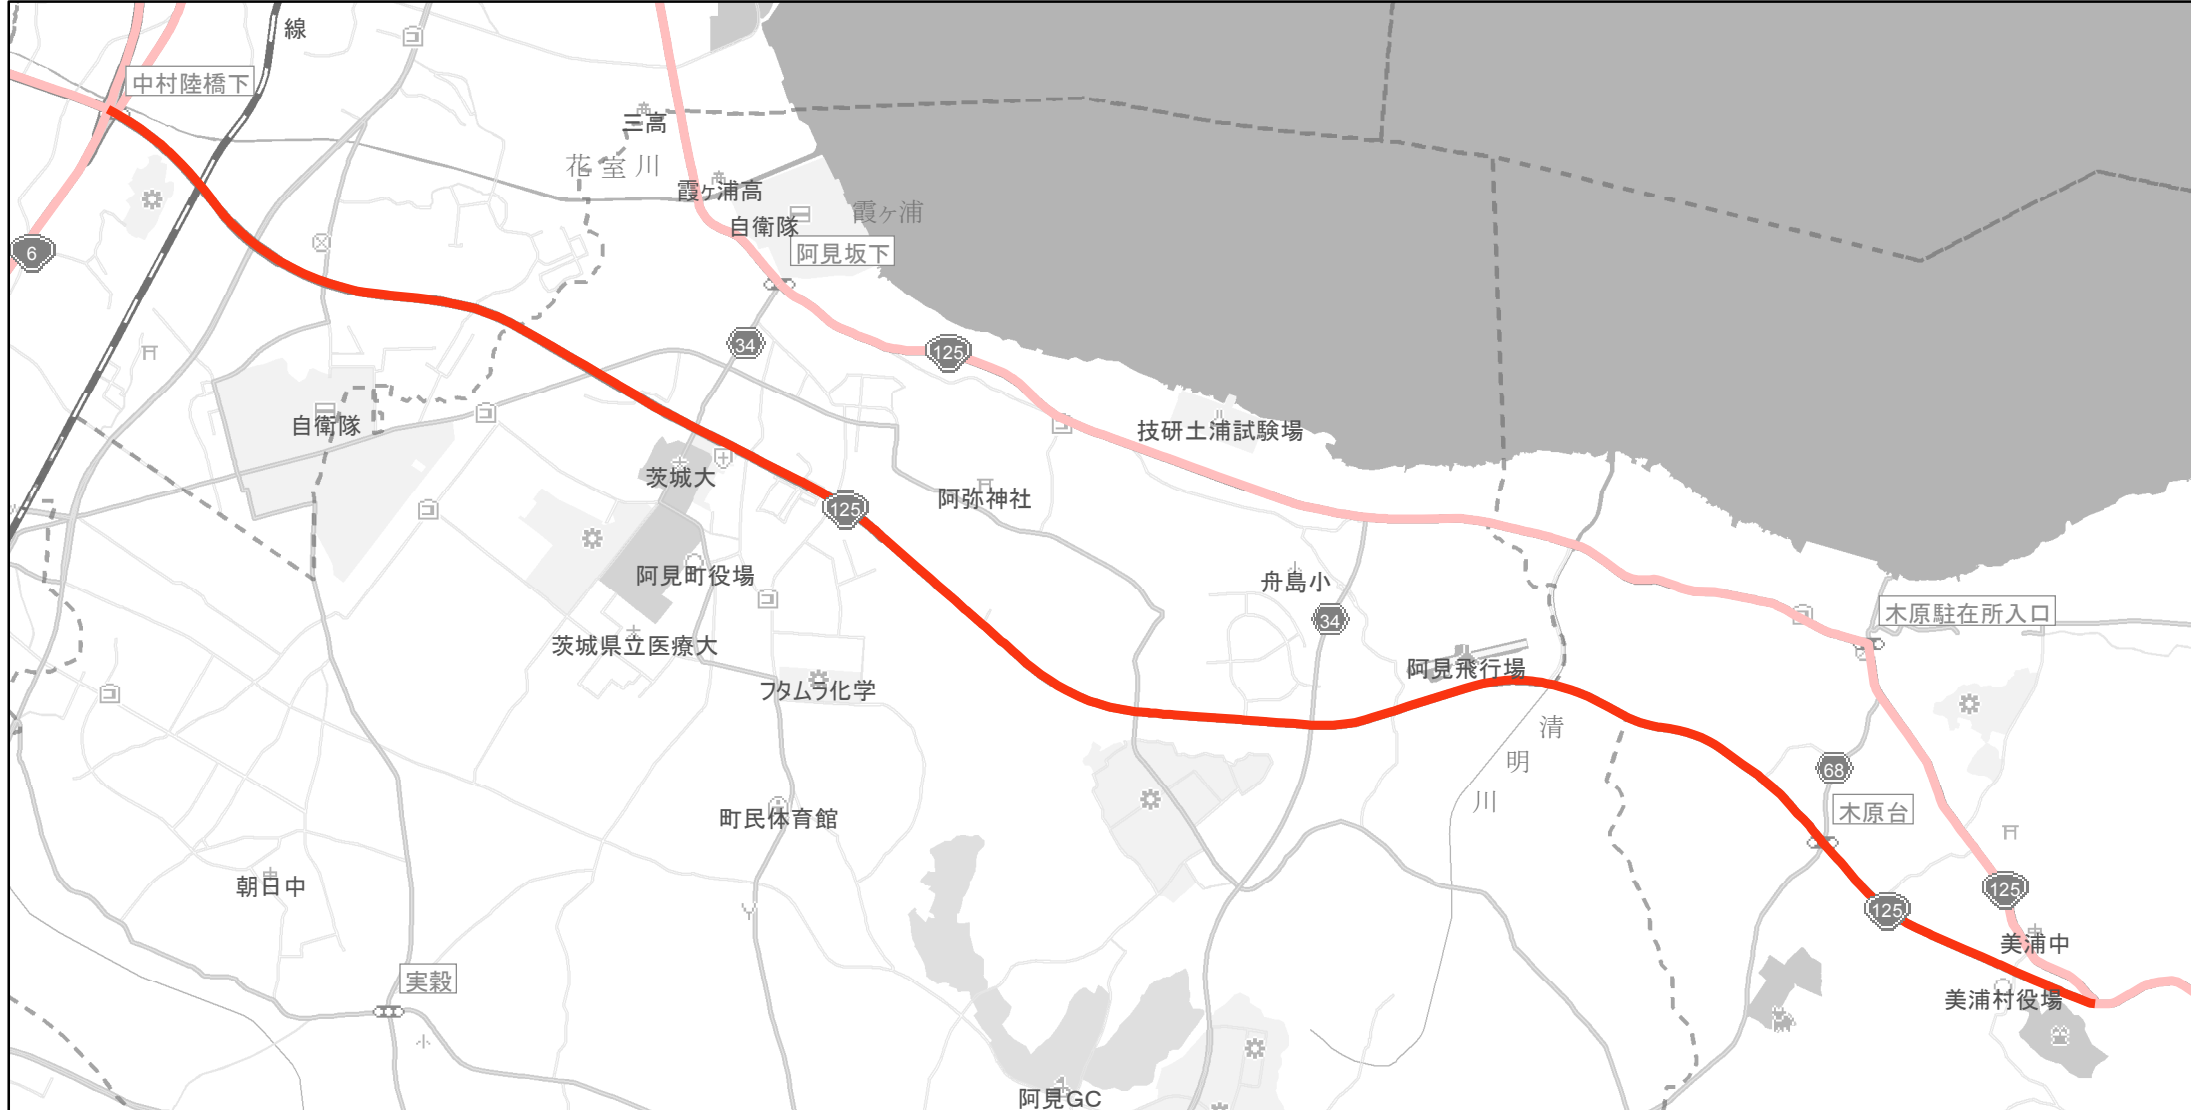 線
中村陸橋下
三高
花室川
霞ヶ浦高
霞ヶ浦
自衛隊
阿見坂下
6
34
125
自衛隊
技研土浦試験場
茨城大
阿弥神社
125
阿見町役場
舟島小
木原駐在所入口
34
茨城県立医療大
阿見飛行場
フタムラ化学
清明川
68
町民体育館
木原台
朝日中
125
125
美浦中
実穀
美浦村役場
小
阿見GC